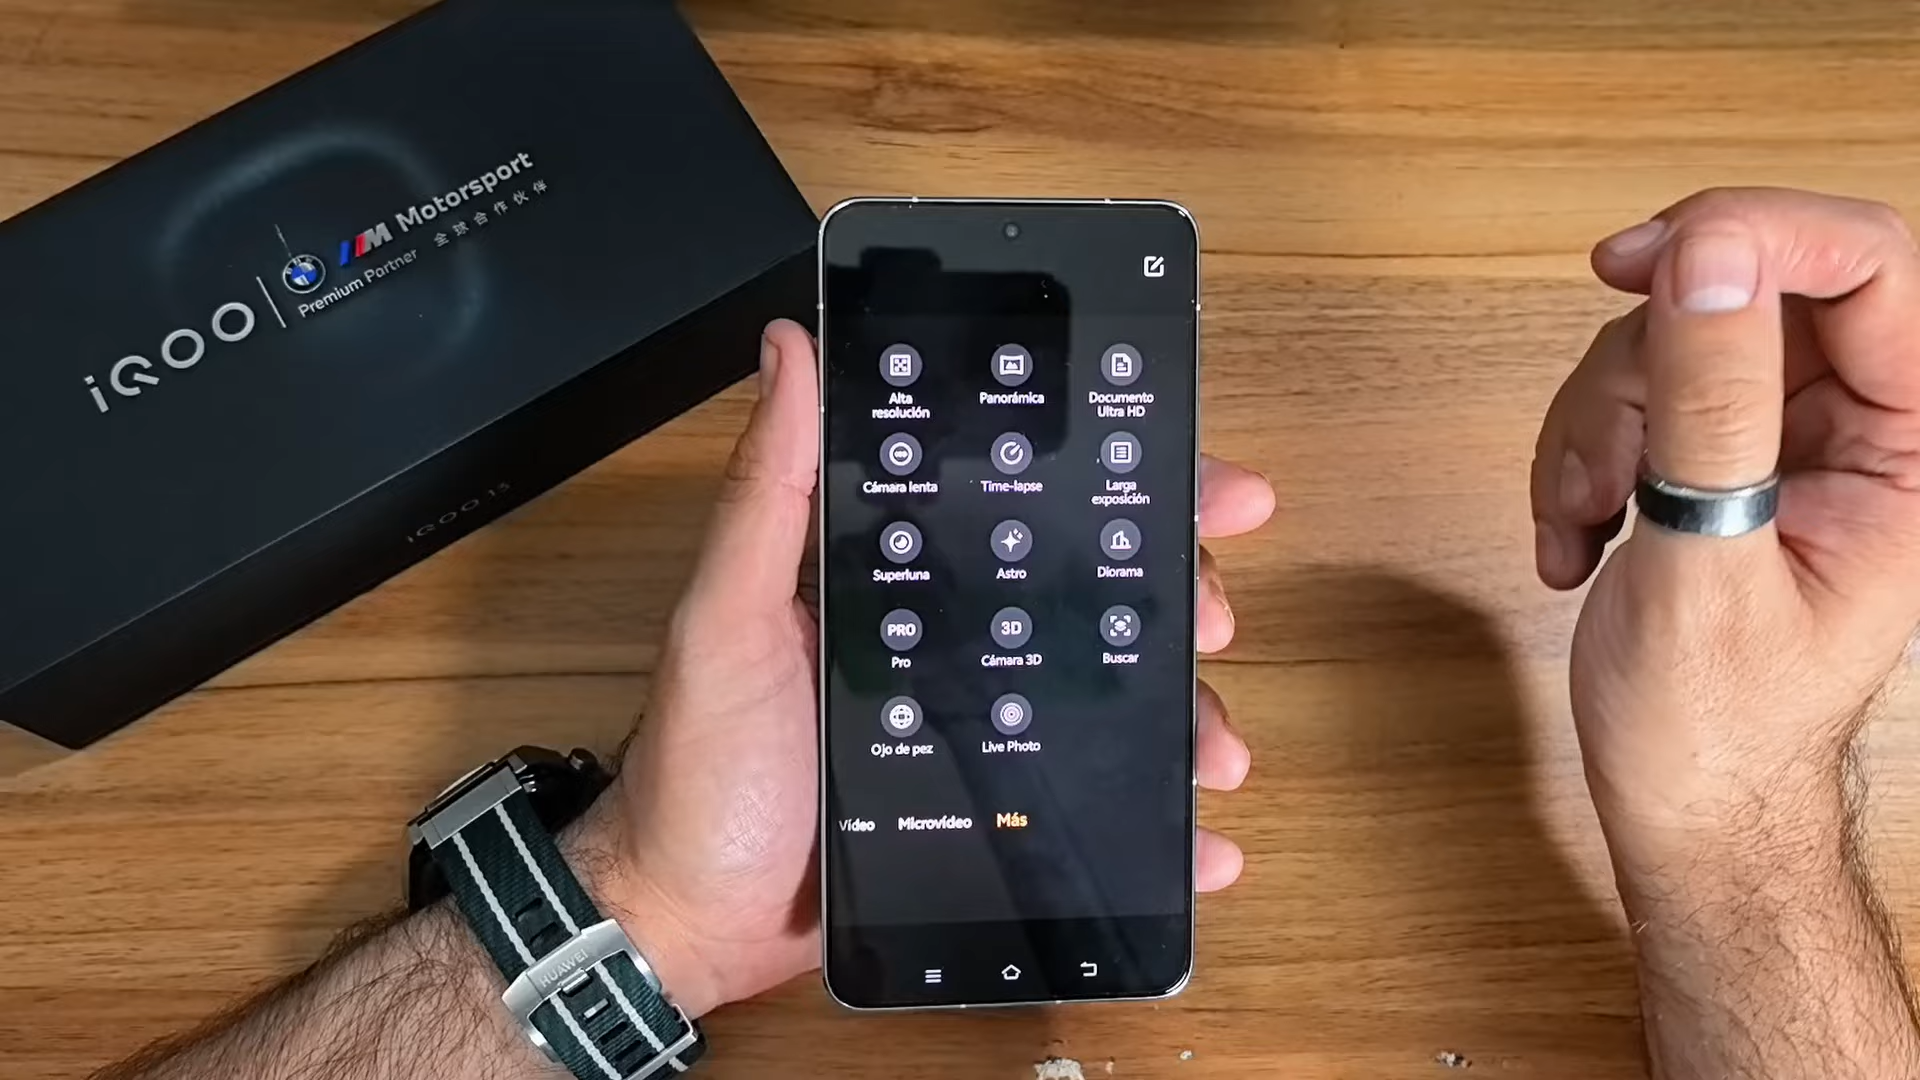 iQOO
M Motorsport
Premium Partner
全球合作伙伴
iQOO 15
Alta
resolución
Panorámica
Documento
Ultra HD
Cámara lenta
Time-lapse
Larga
exposición
Superluna
Astro
Diorama
PRO
Pro
3D
Cámara 3D
Buscar
Ojo de pez
Live Photo
Vídeo
Microvídeo
Más
HUAWEI